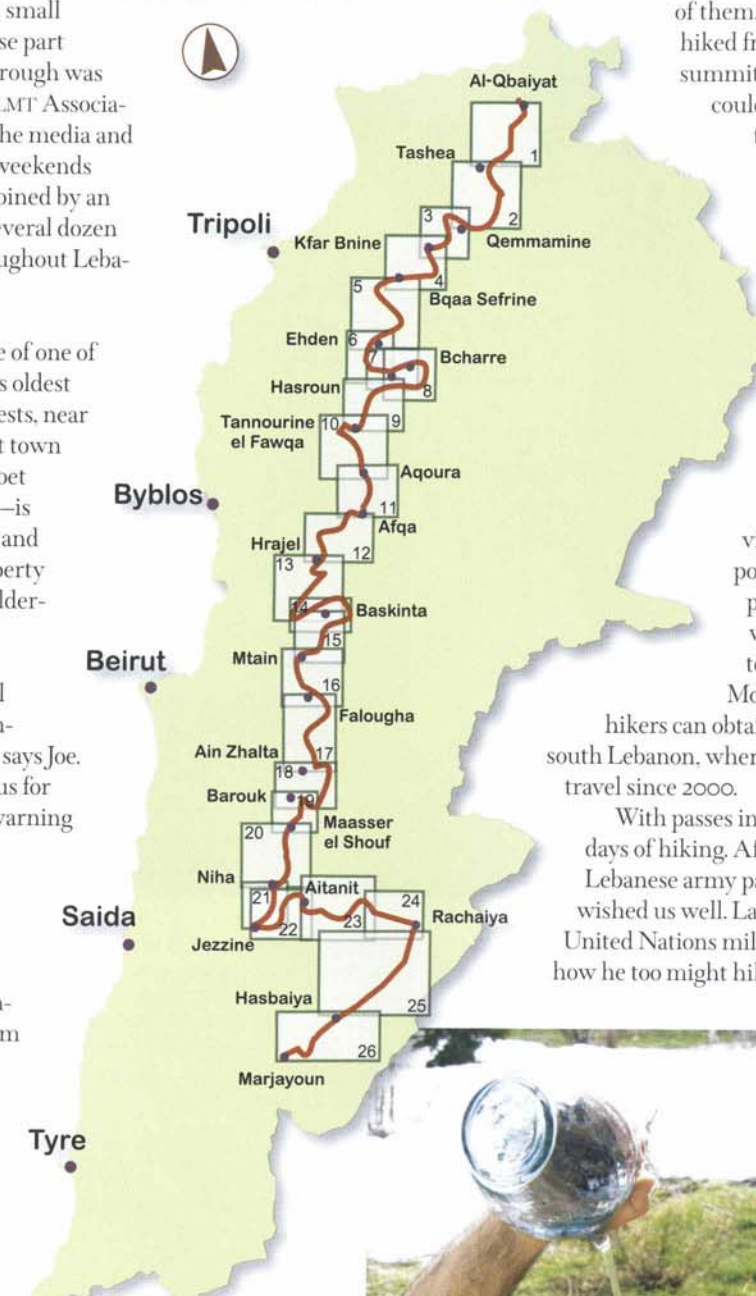 small
se part
rough was
LMT Associa-
he media and
weekends
oined by an
everal dozen
ughout Leba-
e of one of
s oldest
ests, near
t town
bet
—is
and
perty
lder-
l
n-
says Joe.
us for
varning
n-
m
Al-Qbaiyat
1
Tashea
2
3
Qemmamine
Tripoli
Kfar Bnine
4
5
Bqaa Sefrine
Ehden
6
7
Bcharre
8
Hasroun
9
10
Tannourine
el Fawqa
Aqoura
Byblos
11
Afqa
Hrajel
12
13
14
Baskinta
15
Beirut
Mtain
16
Falougha
Ain Zhalta
17
18
Barouk
19
Maasser
el Shouf
20
Niha
Aitanit
21
22
23
24
Saida
Rachaiya
Jezzine
25
Hasbaiya
26
Marjayoun
Tyre
of them
hiked fr
summit
coul
v
po
p
w
t
Mo
hikers can obta
south Lebanon, wher
travel since 2000.
With passes in
days of hiking. Af
Lebanese army pa
wished us well. La
United Nations mil
how he too might hi